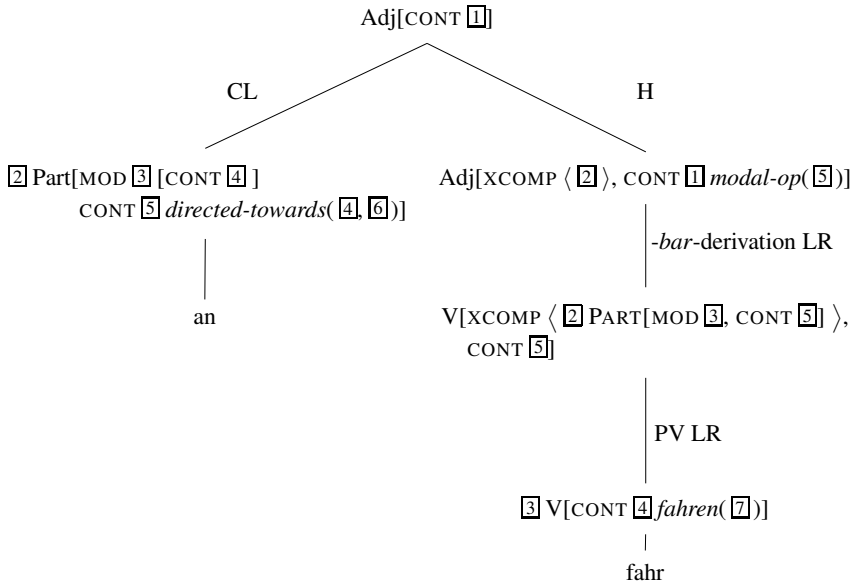 Adj[CONT 1]
CL H
2 Part[MOD 3 [CONT 4] Adj[XCOMP ⟨ 2 ⟩, CONT 1 modal-op( 5 )]
CONT 5 directed-towards( 4, 6 )]
-bar-derivation LR
an V[XCOMP ⟨ 2 PART[MOD 3, CONT 5] ⟩,
CONT 5]
PV LR
3 V[CONT 4 fahren( 7 )]
fahr